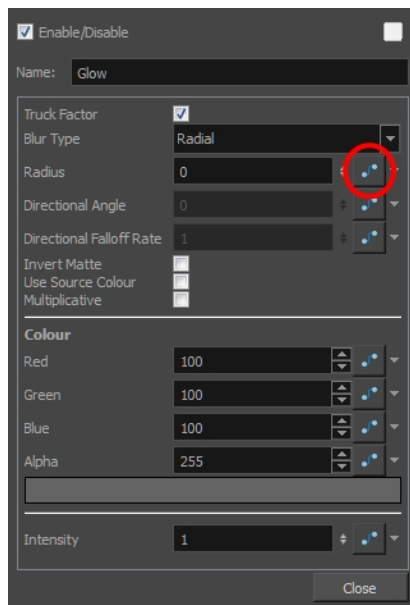 Enable/Disable
Name: Glow
Truck Factor
Blur Type Radial
Radius 0
Directional Angle 0
Directional Falloff Rate 1
Invert Matte
Use Source Colour
Multiplicative
Colour
Red 100
Green 100
Blue 100
Alpha 255
Intensity 1
Close